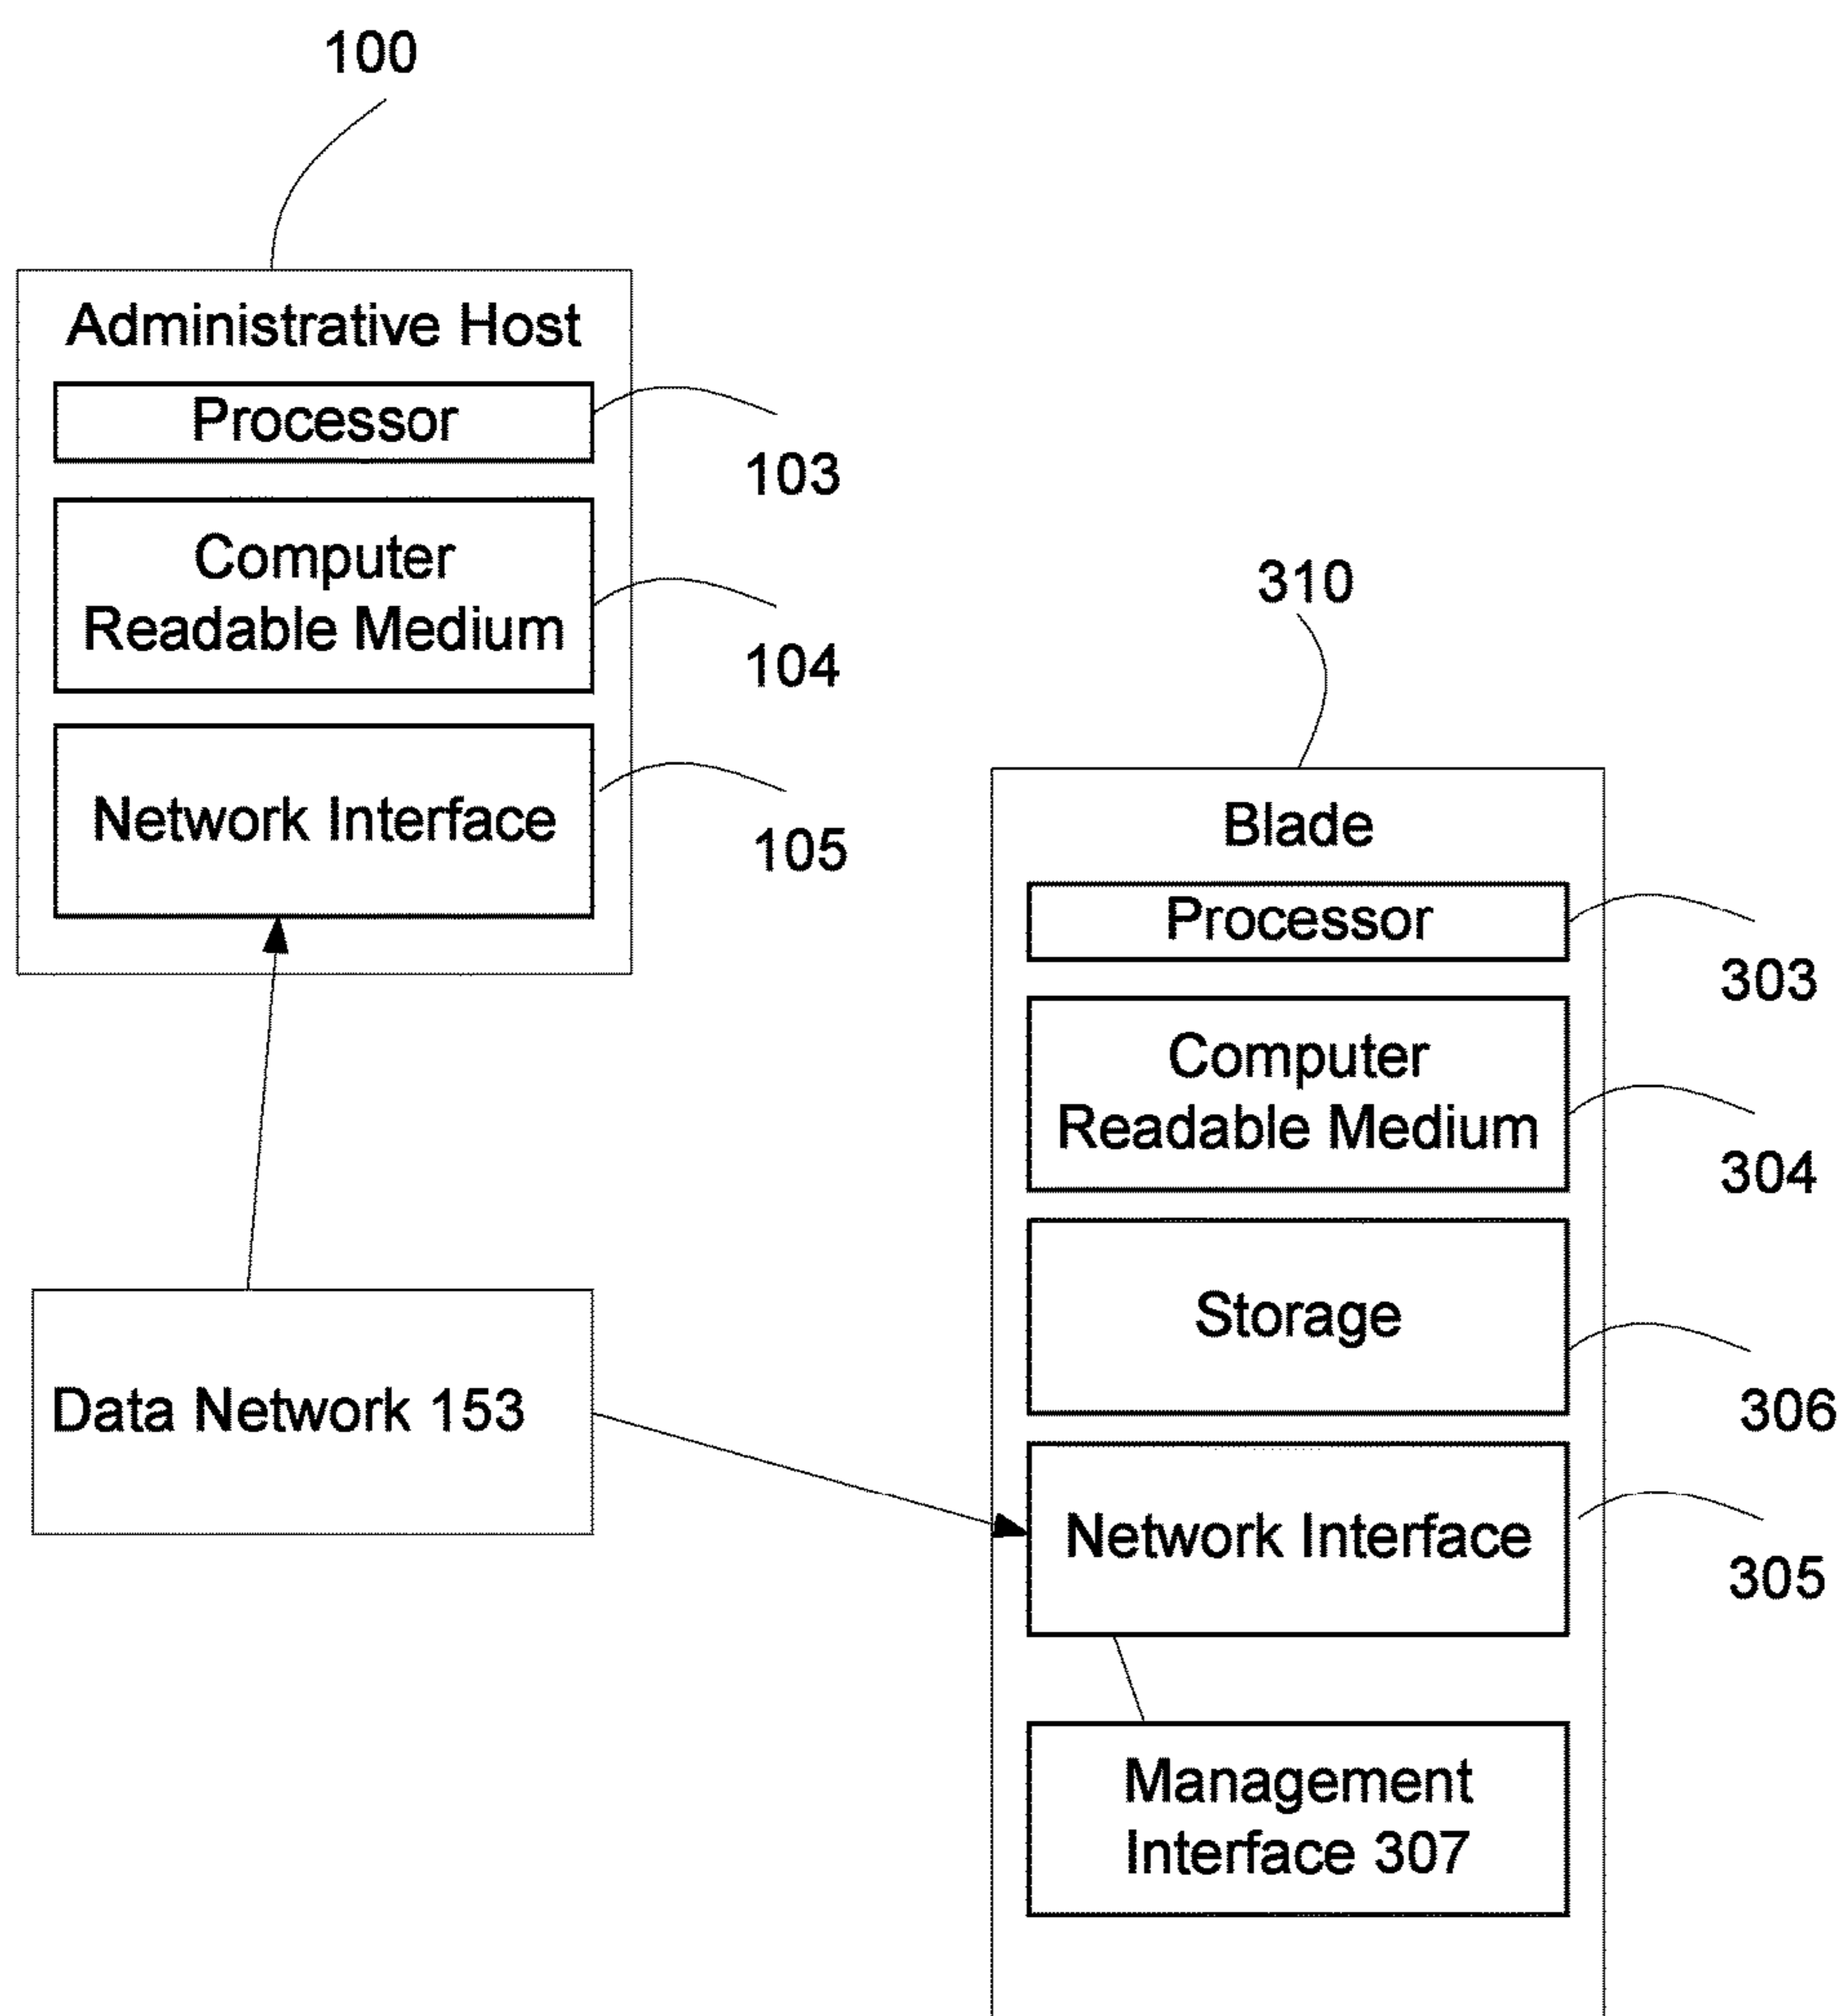 100
Administrative Host
Processor
103
Computer
Readable Medium
104
Network Interface
105
310
Blade
Processor
303
Computer
Readable Medium
304
Storage
306
Data Network 153
Network Interface
305
Management
Interface 307